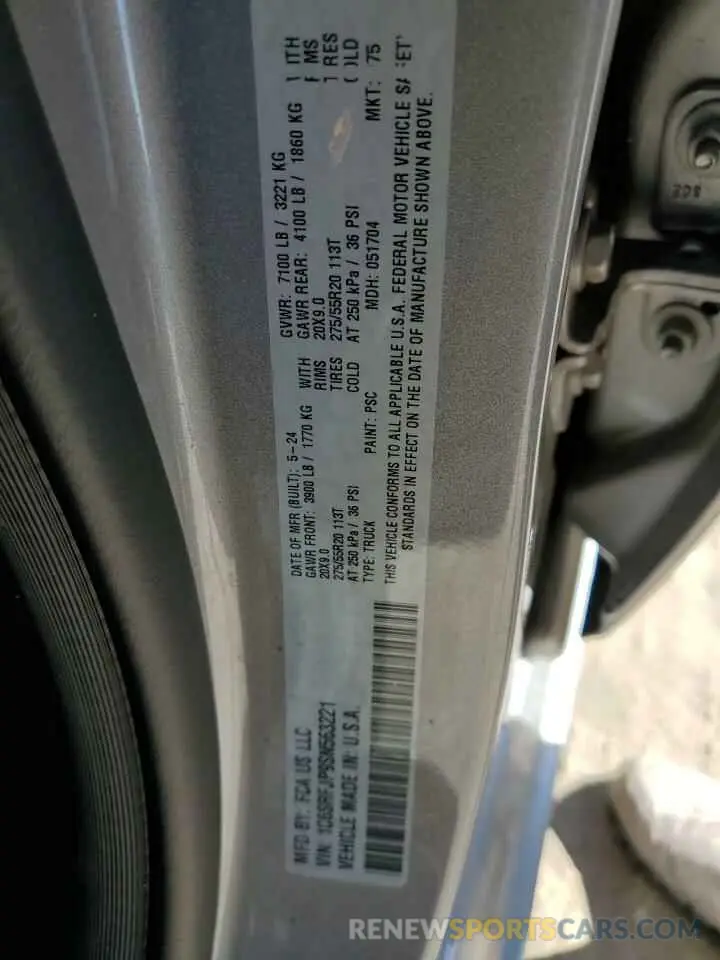 MFD BY: FCA US LLC
VIN: 1C6SRFJP8SN563221
VEHICLE MADE IN: U.S.A.
DATE OF MFR (BUILT): 5-24
GVWR: 7100 LB / 3221 KG
GAWR FRONT: 3900 LB / 1770 KG WITH
GAWR REAR: 4100 LB / 1860 KG
20X9.0 RIMS
20X9.0
275/55R20 113T TIRES
275/55R20 113T
AT 250 kPa / 36 PSI COLD
AT 250 kPa / 36 PSI
TYPE: TRUCK PAINT: PSC MDH: 051704 MKT: 75
THIS VEHICLE CONFORMS TO ALL APPLICABLE U.S.A. FEDERAL MOTOR VEHICLE
STANDARDS IN EFFECT ON THE DATE OF MANUFACTURE SHOWN ABOVE.
RENEWSPORTSCARS.COM